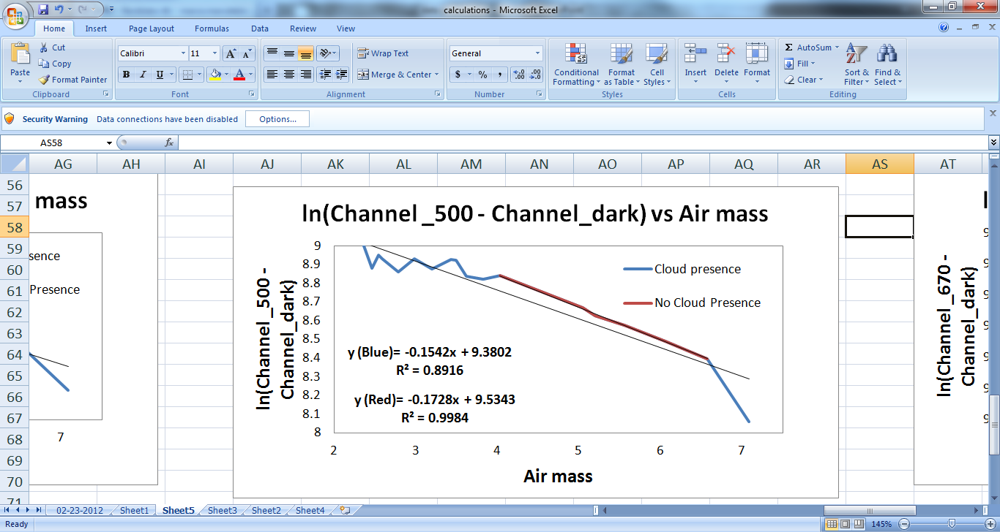 calculations - Microsoft Excel
Home Insert Page Layout Formulas Data Review View
Cut
Copy
Format Painter
Paste
Clipboard
Calibri 11
B I U
Font
Wrap Text
Merge & Center
Alignment
General
$ % ,
Number
Conditional Formatting
Format as Table
Cell Styles
Styles
Insert Delete Format
Cells
Σ AutoSum
Fill
Clear
Sort & Filter
Find & Select
Editing
Security Warning Data connections have been disabled Options...
AS58 fx
AG AH AI AJ AK AL AM AN AO AP AQ AR AS AT
56
57
58
59
60
61
62
63
64
65
66
67
68
69
70
71
mass
sence
Presence
7
ln(Channel _500 - Channel_dark) vs Air mass
ln(Channel _500 -
Channel_dark)
9
8.9
8.8
8.7
8.6
8.5
8.4
8.3
8.2
8.1
8
Cloud presence
No Cloud Presence
y (Blue)= -0.1542x + 9.3802
R² = 0.8916
y (Red)= -0.1728x + 9.5343
R² = 0.9984
2 3 4 5 6 7
Air mass
ln(Channel_670 -
Channel_dark)
02-23-2012 Sheet1 Sheet5 Sheet3 Sheet2 Sheet4
Ready 145%